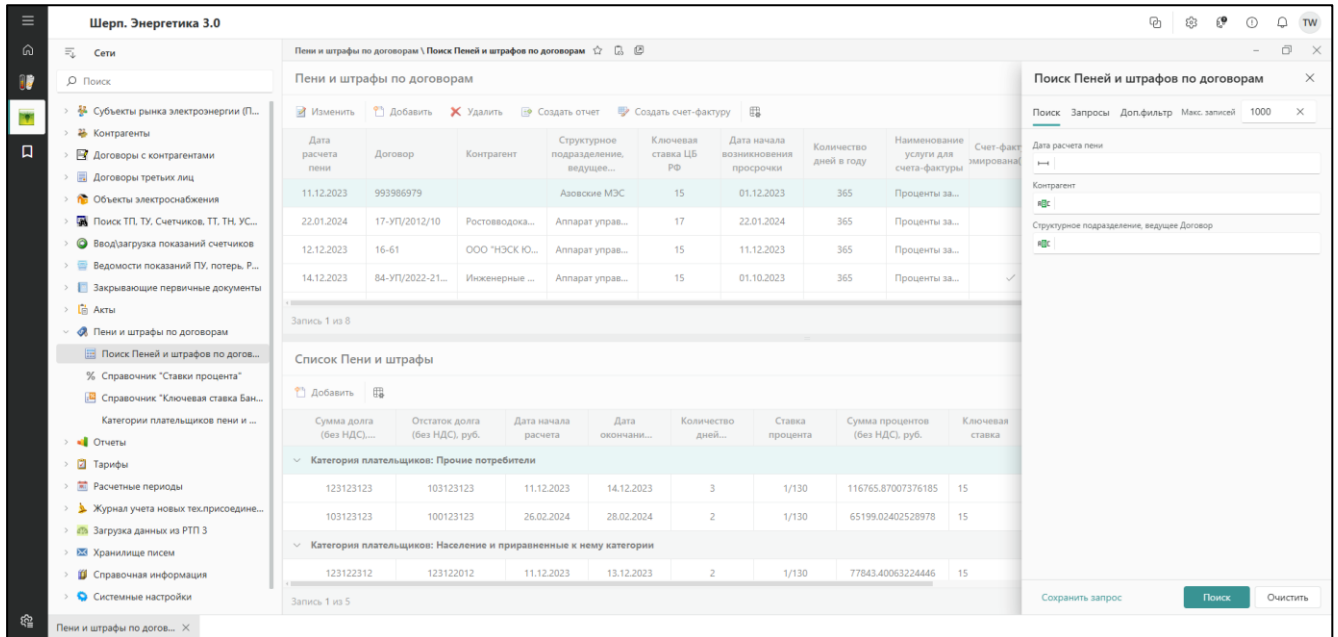 Шерп. Энергетика 3.0
TW
Сети
Поиск
Субъекты рынка электроэнергии (П...
Контрагенты
Договоры с контрагентами
Договоры третьих лиц
Объекты электроснабжения
Поиск ТП, ТУ, Счетчиков, ТТ, ТН, УС...
Ввод\загрузка показаний счетчиков
Ведомости показаний ПУ, потерь, Р...
Закрывающие первичные документы
Акты
Пени и штрафы по договорам
Поиск Пеней и штрафов по догов...
Справочник "Ставки процента"
Справочник "Ключевая ставка Бан...
Категории плательщиков пени и ...
Отчеты
Тарифы
Расчетные периоды
Журнал учета новых тех.присоедине...
Загрузка данных из РТП 3
Хранилище писем
Справочная информация
Системные настройки
Пени и штрафы по договорам \ Поиск Пеней и штрафов по договорам
Пени и штрафы по договорам
Изменить Добавить Удалить Создать отчет Создать счет-фактуру
Дата расчета пени Договор Контрагент Структурное подразделение, ведущее... Ключевая ставка ЦБ РФ Дата начала возникновения просрочки Количество дней в году Наименование услуги для счета-фактуры Счет-факт рмирована(
11.12.2023 993986979 Азовские МЭС 15 01.12.2023 365 Проценты за...
22.01.2024 17-УП/2012/10 Ростовводока... Аппарат управ... 17 22.01.2024 365 Проценты за...
12.12.2023 16-61 ООО "НЭСК Ю... Аппарат управ... 15 11.12.2023 365 Проценты за...
14.12.2023 84-УП/2022-21... Инженерные ... Аппарат управ... 15 01.10.2023 365 Проценты за...
Запись 1 из 8
Список Пени и штрафы
Добавить
Сумма долга (без НДС),... Отстаток долга (без НДС), руб. Дата начала расчета Дата окончани... Количество дней... Ставка процента Сумма процентов (без НДС), руб. Ключевая ставка
Категория плательщиков: Прочие потребители
123123123 103123123 11.12.2023 14.12.2023 3 1/130 116765.87007376185 15
103123123 100123123 26.02.2024 28.02.2024 2 1/130 65199.02402528978 15
Категория плательщиков: Население и приравненные к нему категории
123122312 123122012 11.12.2023 13.12.2023 2 1/130 77843.40063224446 15
Запись 1 из 5
Поиск Пеней и штрафов по договорам
Поиск Запросы Доп.фильтр Макс. записей 1000
Дата расчета пени
Контрагент
Структурное подразделение, ведущее Договор
Сохранить запрос Поиск Очистить
Пени и штрафы по догов...